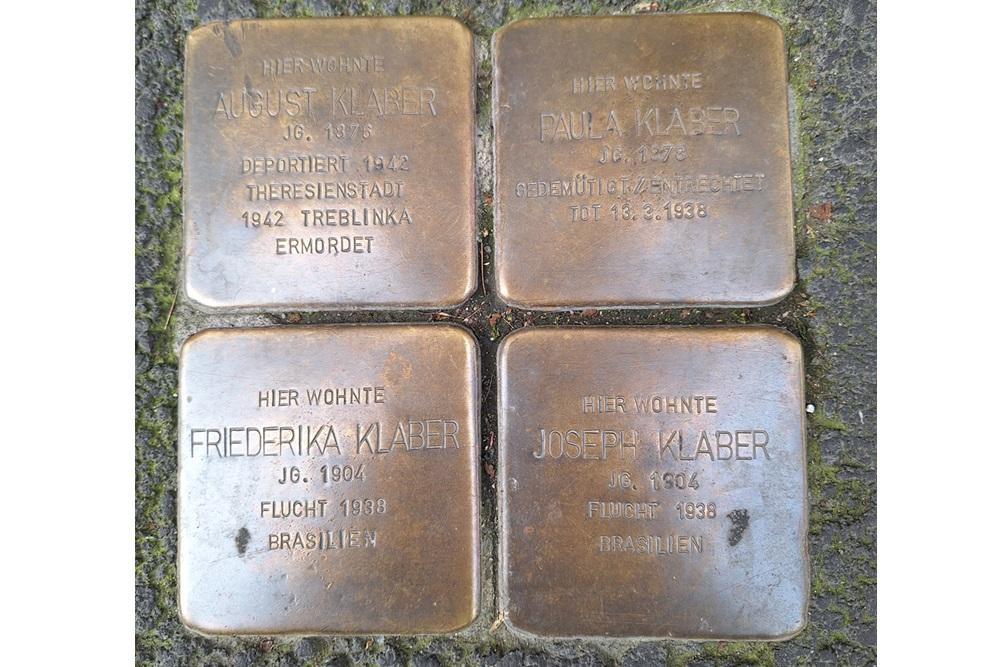 HIER WOHNTE
AUGUST KLABER
JG. 1876
DEPORTIERT 1942
THERESIENSTADT
1942 TREBLINKA
ERMORDET
HIER WOHNTE
PAULA KLABER
JG. 1878
GEDEMÜTIGT // ENTRECHTET
TOT 13.3.1938
HIER WOHNTE
FRIEDERIKA KLABER
JG. 1904
FLUCHT 1938
BRASILIEN
HIER WOHNTE
JOSEPH KLABER
JG. 1904
FLUCHT 1938
BRASILIEN